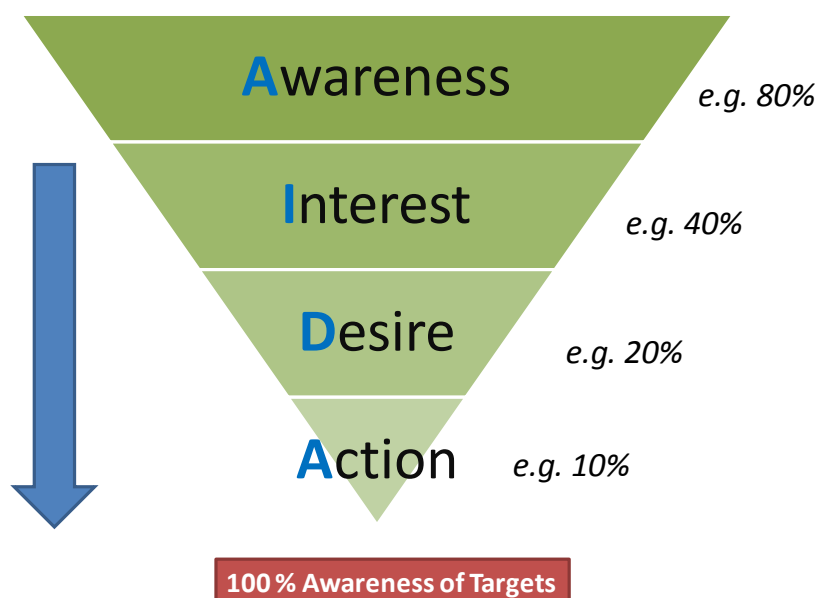 Awareness
e.g. 80%
Interest
e.g. 40%
Desire
e.g. 20%
Action
e.g. 10%
100 % Awareness of Targets